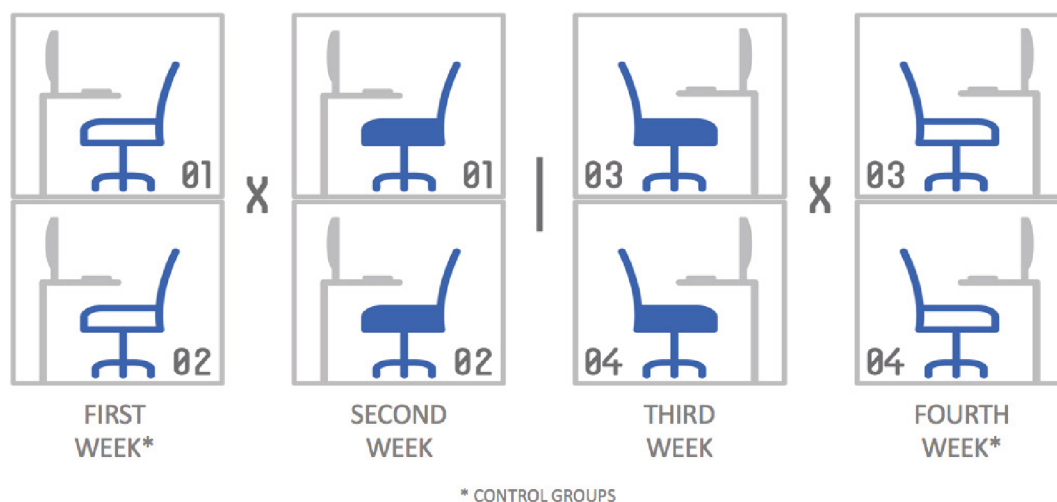 01
X
01
03
X
03
02
02
04
04
FIRST
WEEK*
SECOND
WEEK
THIRD
WEEK
FOURTH
WEEK*
* CONTROL GROUPS